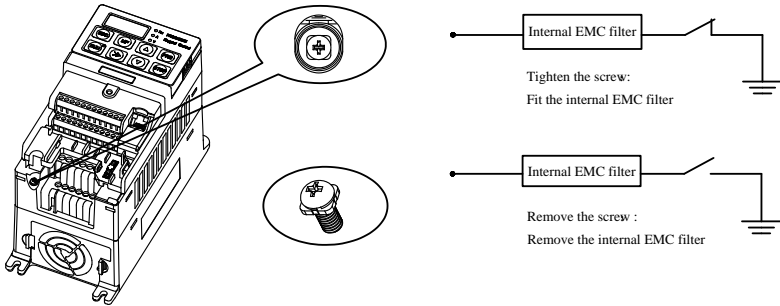 Internal EMC filter
Tighten the screw:
Fit the internal EMC filter
Internal EMC filter
Remove the screw :
Remove the internal EMC filter